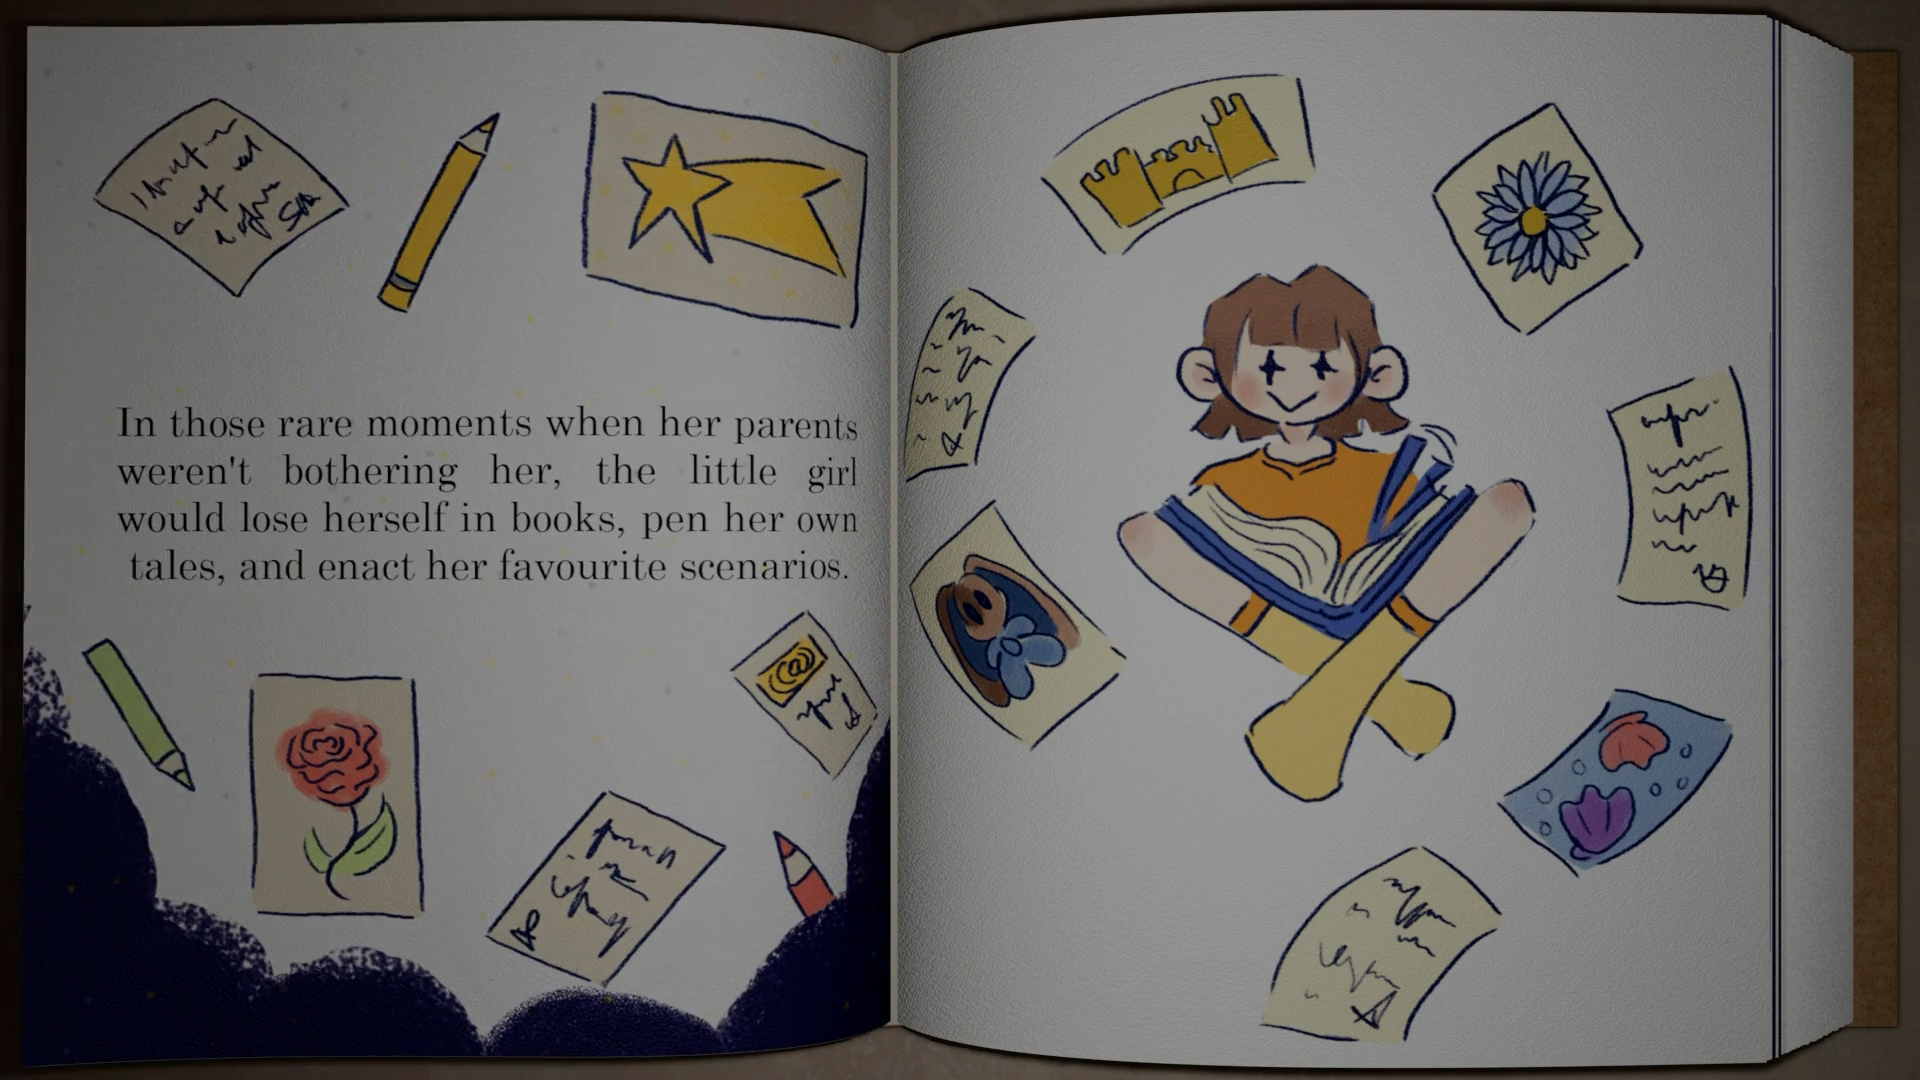 In those rare moments when her parents
weren't bothering her, the little girl
would lose herself in books, pen her own
tales, and enact her favourite scenarios.